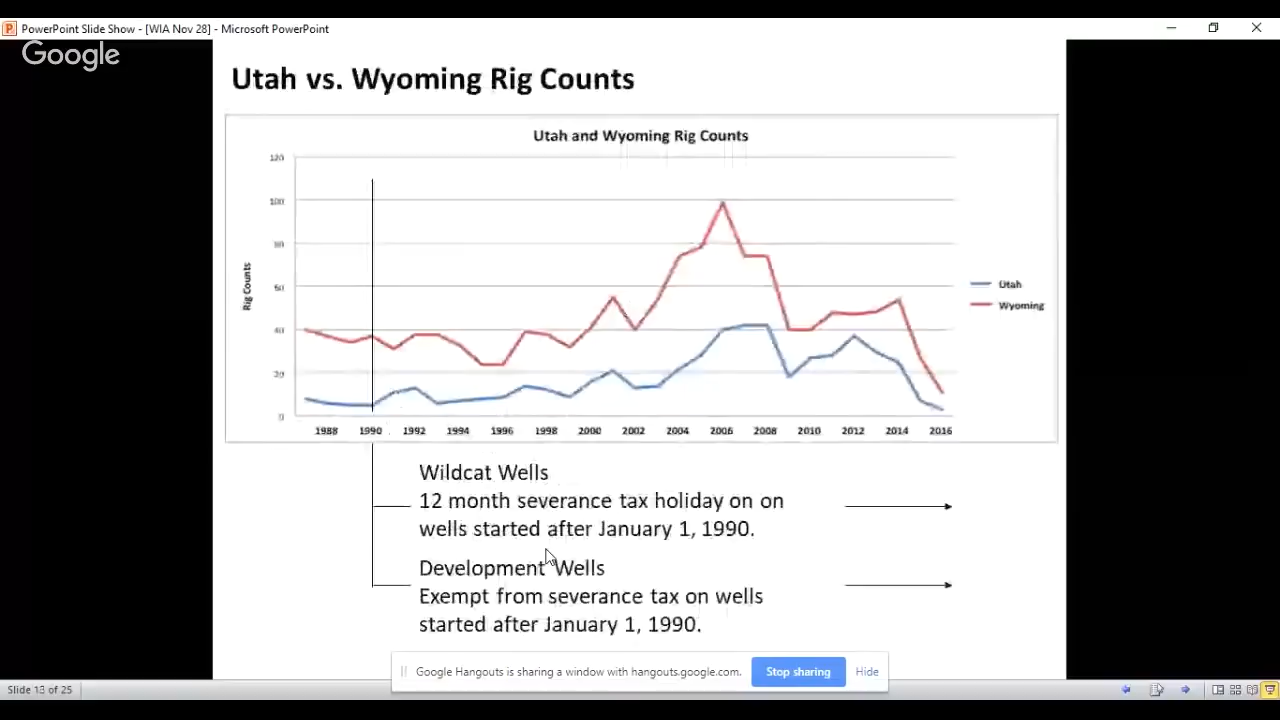 PowerPoint Slide Show - [WIA Nov 28] - Microsoft PowerPoint
Google
Utah vs. Wyoming Rig Counts
Utah and Wyoming Rig Counts
120
100
80
60
40
20
0
Rig Counts
1988 1990 1992 1994 1996 1998 2000 2002 2004 2006 2008 2010 2012 2014 2016
Utah
Wyoming
Wildcat Wells
12 month severance tax holiday on on
wells started after January 1, 1990.
Development Wells
Exempt from severance tax on wells
started after January 1, 1990.
Google Hangouts is sharing a window with hangouts.google.com. Stop sharing Hide
Slide 13 of 25